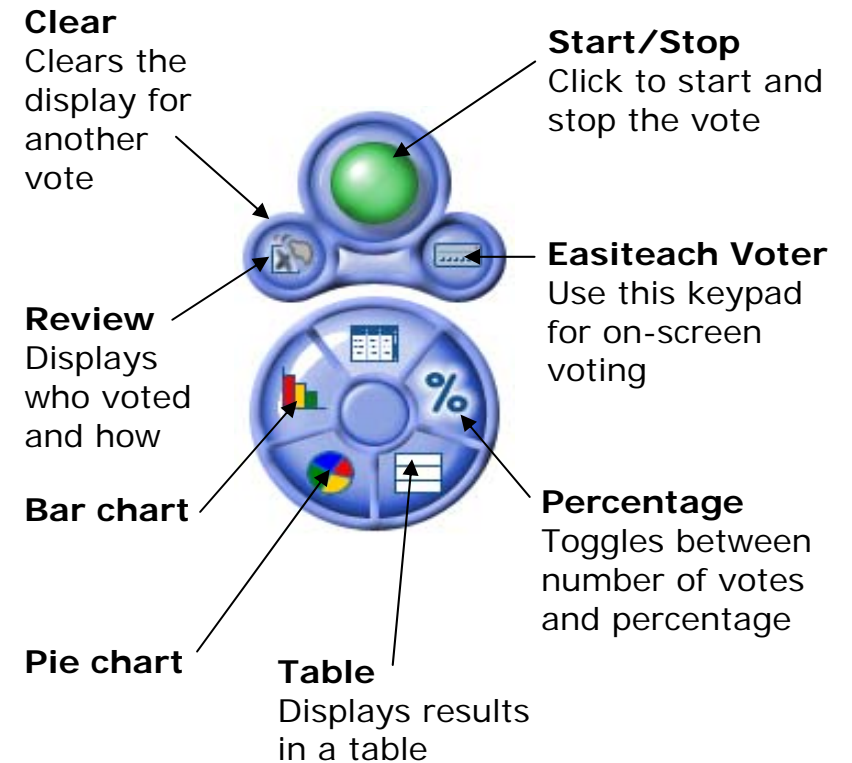 Clear
Clears the
display for
another
vote
Start/Stop
Click to start and
stop the vote
Easiteach Voter
Use this keypad
for on-screen
voting
Review
Displays
who voted
and how
%
Bar chart
Percentage
Toggles between
number of votes
and percentage
Pie chart
Table
Displays results
in a table